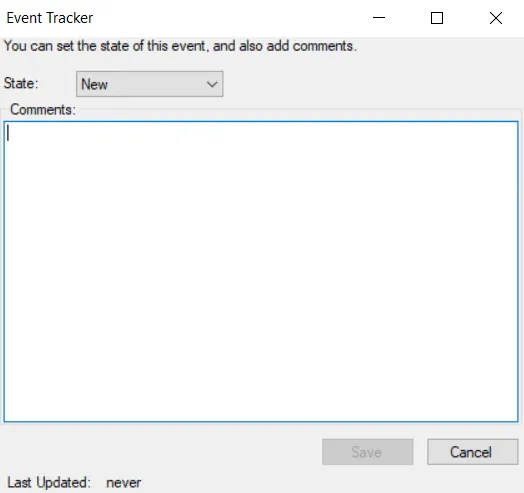 Event Tracker
You can set the state of this event, and also add comments.
State: New
Comments:
Save Cancel
Last Updated: never